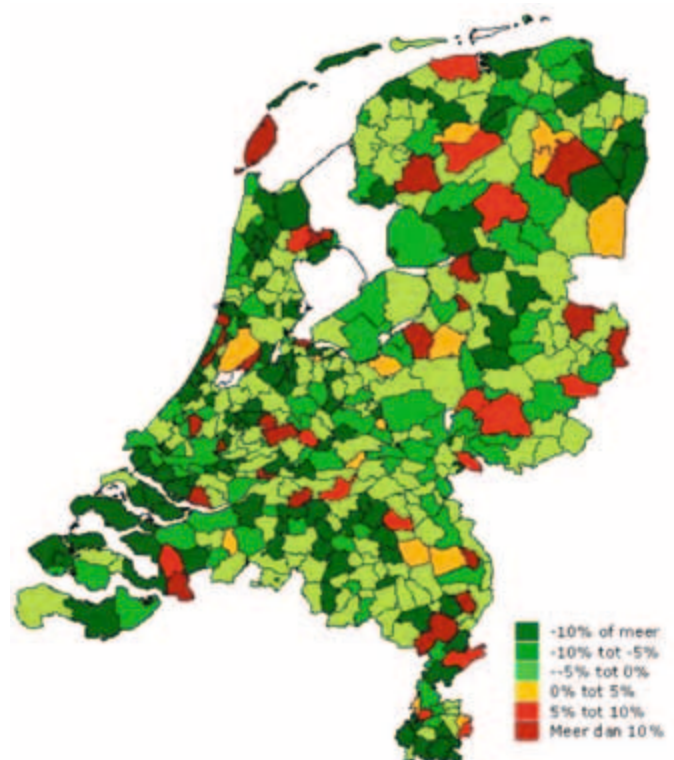 -10% of meer
-10% tot -5%
--5% tot 0%
0% tot 5%
5% tot 10%
Meer dan 10%